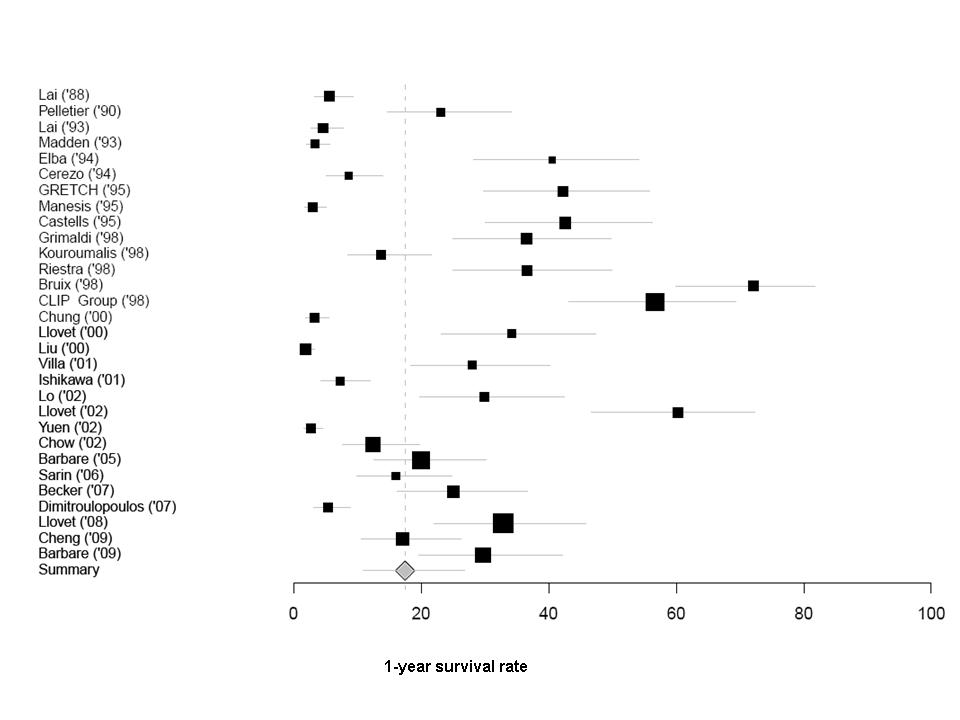 Lai ('88)
Pelletier ('90)
Lai ('93)
Madden ('93)
Elba ('94)
Cerezo ('94)
GRETCH ('95)
Manesis ('95)
Castells ('95)
Grimaldi ('98)
Kouroumalis ('98)
Riestra ('98)
Bruix ('98)
CLIP  Group ('98)
Chung ('00)
Llovet ('00)
Liu ('00)
Villa ('01)
Ishikawa ('01)
Lo ('02)
Llovet ('02)
Yuen ('02)
Chow ('02)
Barbare ('05)
Sarin ('06)
Becker ('07)
Dimitroulopoulos ('07)
Llovet ('08)
Cheng ('09)
Barbare ('09)
Summary
0 20 40 60 80 100
1-year survival rate